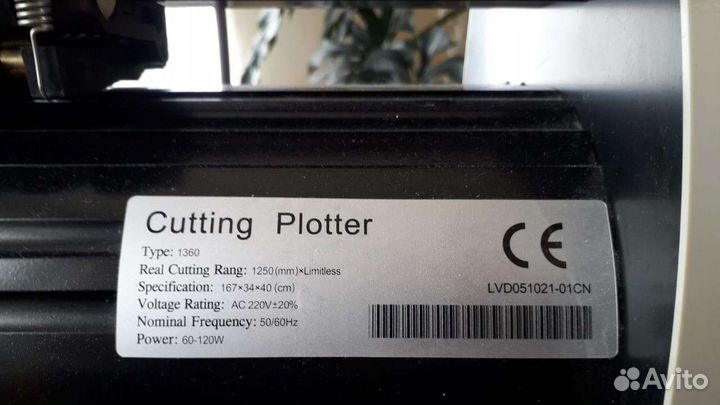 Cutting Plotter
Type: 1360
Real Cutting Rang: 1250(mm)×Limitless
Specification: 167×34×40(cm)
Voltage Rating: AC 220V±20%
Nominal Frequency: 50/60Hz
Power: 60-120W
CE
LVD051021-01CN
Avito